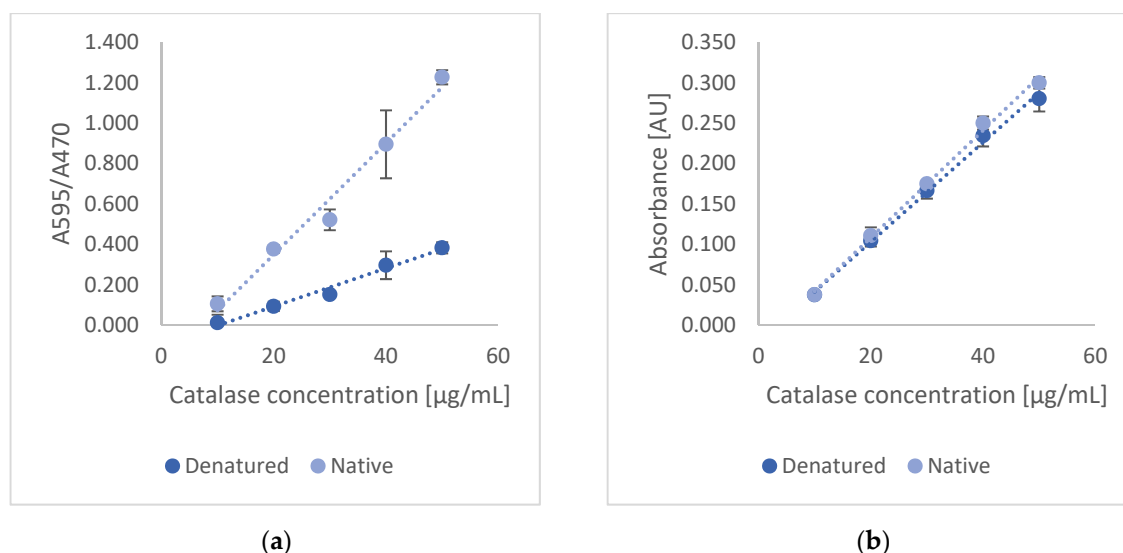 1.400
1.200
1.000
0.800
0.600
0.400
0.200
0.000
A595/A470
0 20 40 60
Catalase concentration [µg/mL]
Denatured Native
(a)
0.350
0.300
0.250
0.200
0.150
0.100
0.050
0.000
Absorbance [AU]
0 20 40 60
Catalase concentration [µg/mL]
Denatured Native
(b)